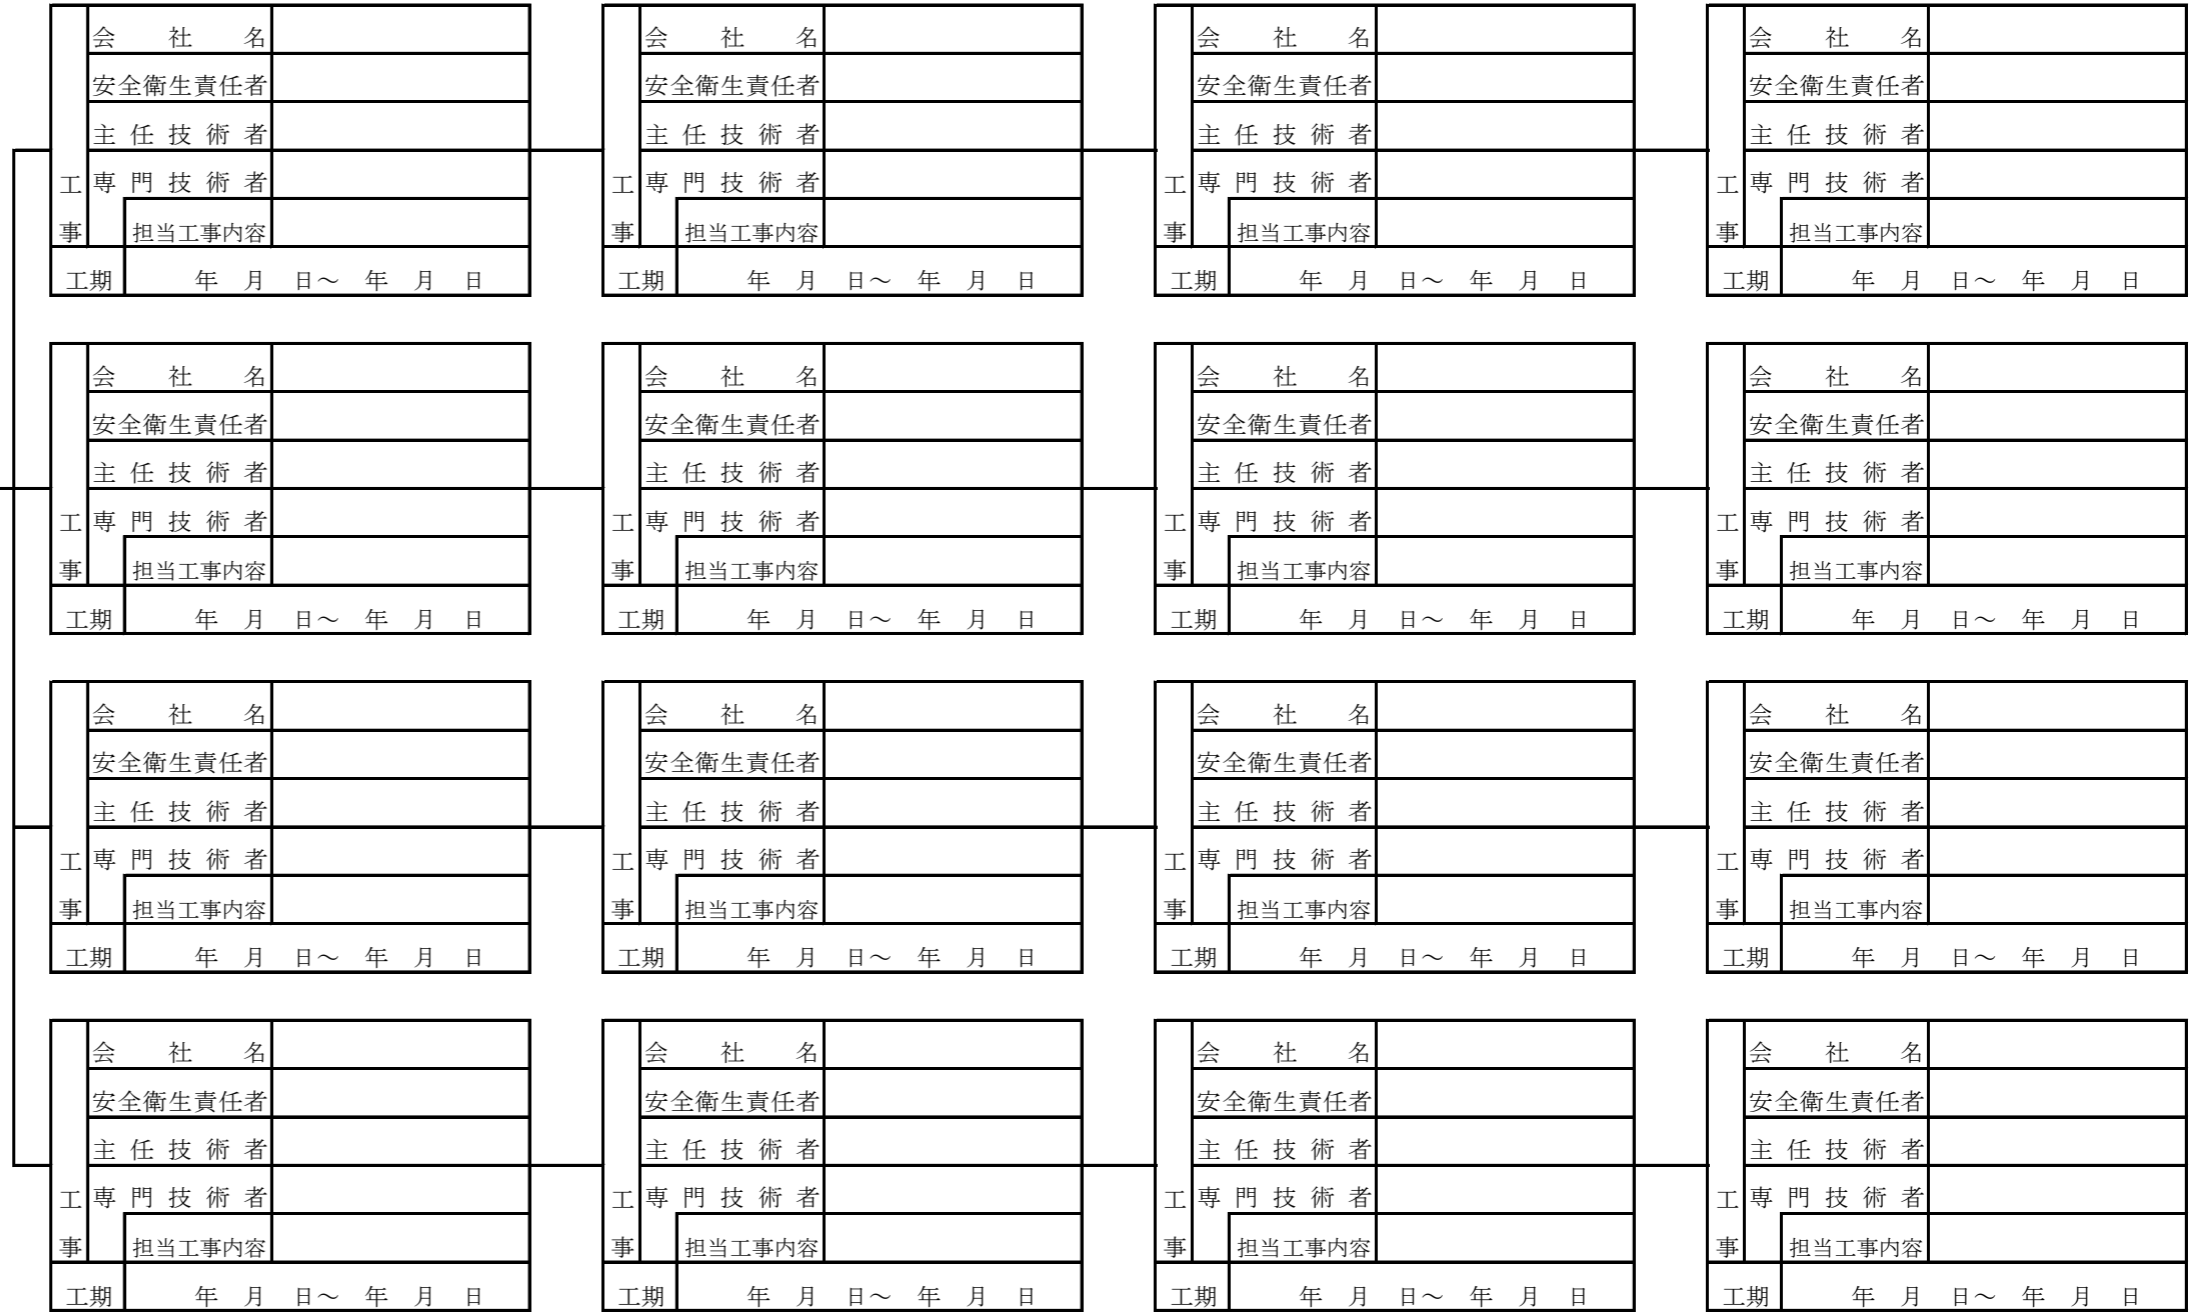 会 社 名 会 社 名 会 社 名 会 社 名
安全衛生責任者 安全衛生責任者 安全衛生責任者 安全衛生責任者
主 任 技 術 者 主 任 技 術 者 主 任 技 術 者 主 任 技 術 者
工 専 門 技 術 者 工 専 門 技 術 者 工 専 門 技 術 者 工 専 門 技 術 者
事 担当工事内容 事 担当工事内容 事 担当工事内容 事 担当工事内容
工期 年 月 日～ 年 月 日 工期 年 月 日～ 年 月 日 工期 年 月 日～ 年 月 日 工期 年 月 日～ 年 月 日
会 社 名 会 社 名 会 社 名 会 社 名
安全衛生責任者 安全衛生責任者 安全衛生責任者 安全衛生責任者
主 任 技 術 者 主 任 技 術 者 主 任 技 術 者 主 任 技 術 者
工 専 門 技 術 者 工 専 門 技 術 者 工 専 門 技 術 者 工 専 門 技 術 者
事 担当工事内容 事 担当工事内容 事 担当工事内容 事 担当工事内容
工期 年 月 日～ 年 月 日 工期 年 月 日～ 年 月 日 工期 年 月 日～ 年 月 日 工期 年 月 日～ 年 月 日
会 社 名 会 社 名 会 社 名 会 社 名
安全衛生責任者 安全衛生責任者 安全衛生責任者 安全衛生責任者
主 任 技 術 者 主 任 技 術 者 主 任 技 術 者 主 任 技 術 者
工 専 門 技 術 者 工 専 門 技 術 者 工 専 門 技 術 者 工 専 門 技 術 者
事 担当工事内容 事 担当工事内容 事 担当工事内容 事 担当工事内容
工期 年 月 日～ 年 月 日 工期 年 月 日～ 年 月 日 工期 年 月 日～ 年 月 日 工期 年 月 日～ 年 月 日
会 社 名 会 社 名 会 社 名 会 社 名
安全衛生責任者 安全衛生責任者 安全衛生責任者 安全衛生責任者
主 任 技 術 者 主 任 技 術 者 主 任 技 術 者 主 任 技 術 者
工 専 門 技 術 者 工 専 門 技 術 者 工 専 門 技 術 者 工 専 門 技 術 者
事 担当工事内容 事 担当工事内容 事 担当工事内容 事 担当工事内容
工期 年 月 日～ 年 月 日 工期 年 月 日～ 年 月 日 工期 年 月 日～ 年 月 日 工期 年 月 日～ 年 月 日